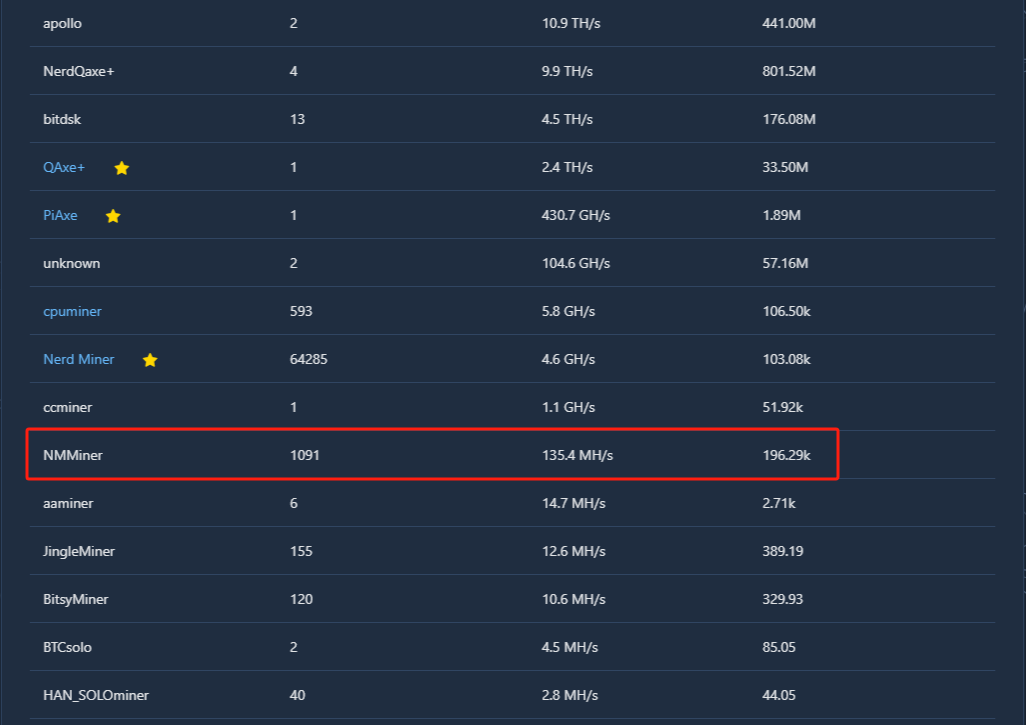 apollo 2 10.9 TH/s 441.00M
NerdQaxe+ 4 9.9 TH/s 801.52M
bitdsk 13 4.5 TH/s 176.08M
QAxe+ 1 2.4 TH/s 33.50M
PiAxe 1 430.7 GH/s 1.89M
unknown 2 104.6 GH/s 57.16M
cpuminer 593 5.8 GH/s 106.50k
Nerd Miner 64285 4.6 GH/s 103.08k
ccminer 1 1.1 GH/s 51.92k
NMMiner 1091 135.4 MH/s 196.29k
aaminer 6 14.7 MH/s 2.71k
JingleMiner 155 12.6 MH/s 389.19
BitsyMiner 120 10.6 MH/s 329.93
BTCsolo 2 4.5 MH/s 85.05
HAN_SOLOminer 40 2.8 MH/s 44.05